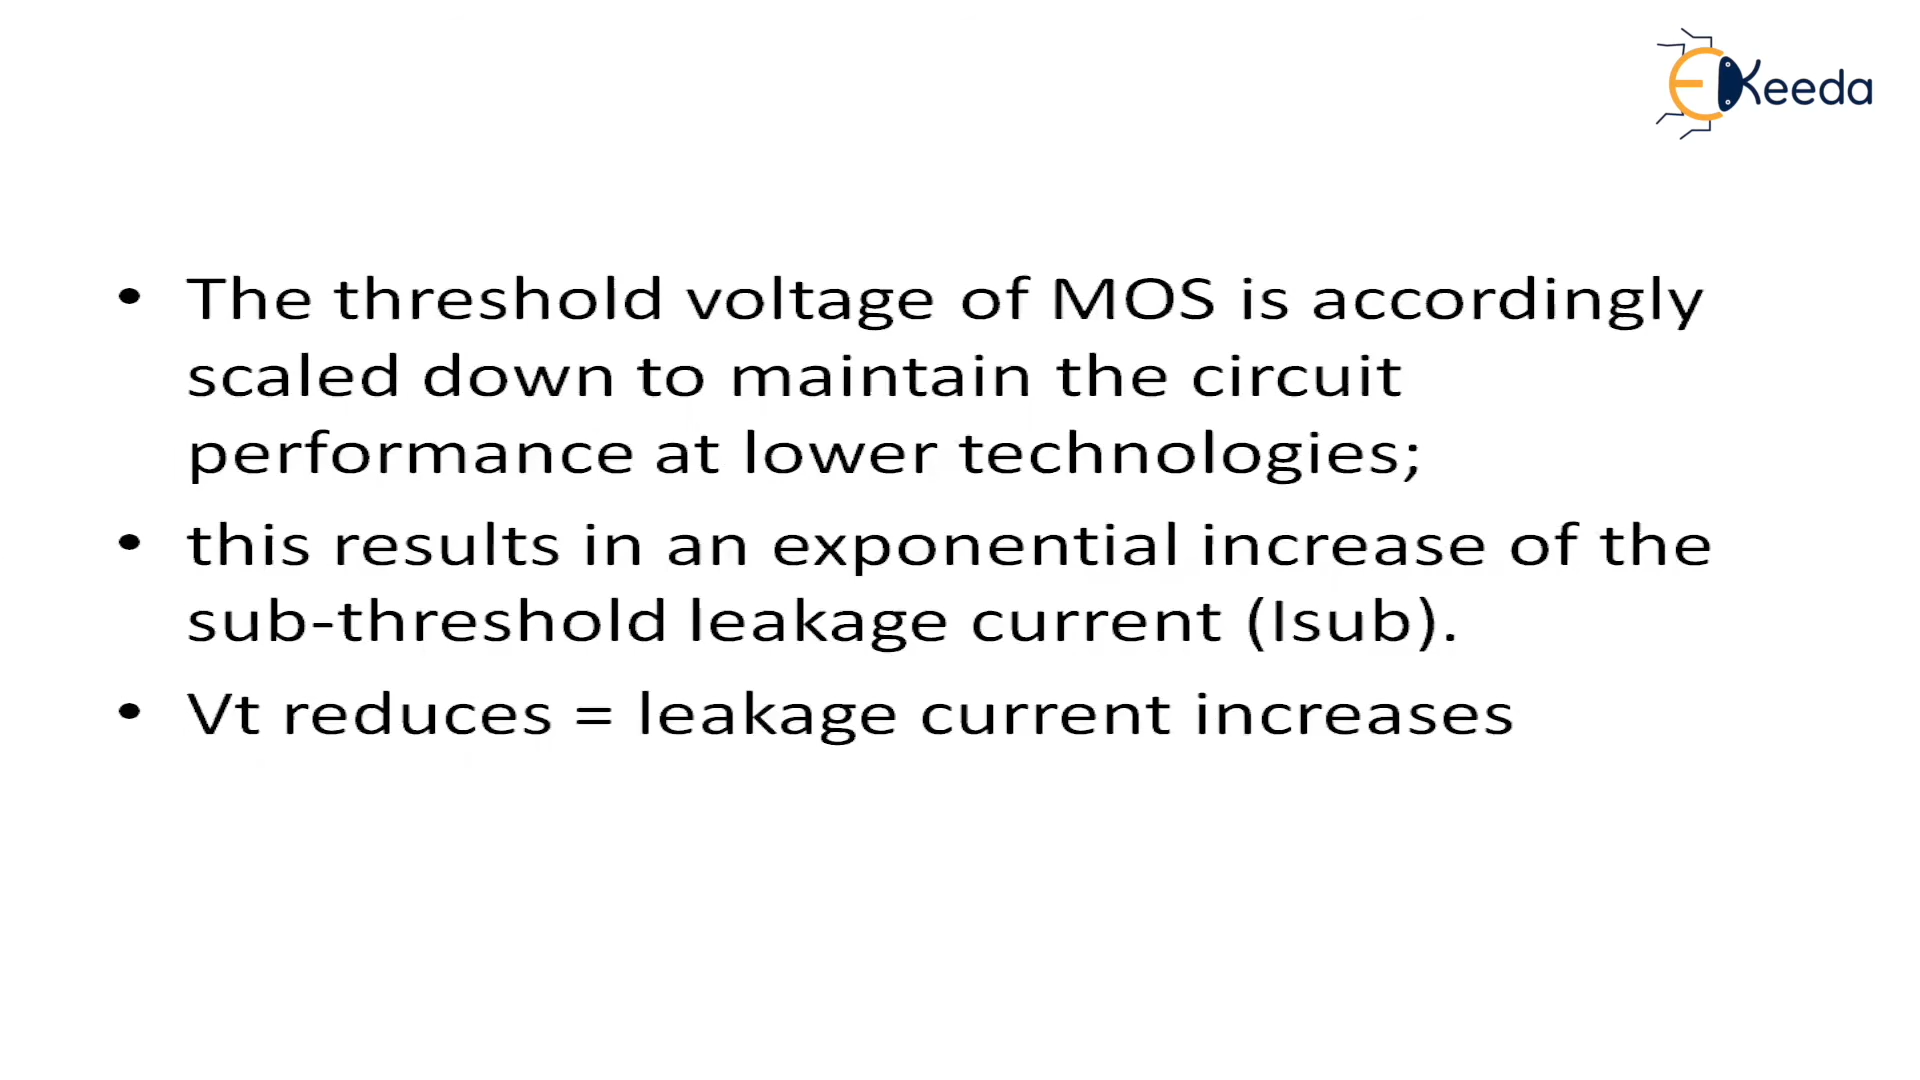 EKeeda
• The threshold voltage of MOS is accordingly
scaled down to maintain the circuit
performance at lower technologies;
• this results in an exponential increase of the
sub-threshold leakage current (Isub).
• Vt reduces = leakage current increases